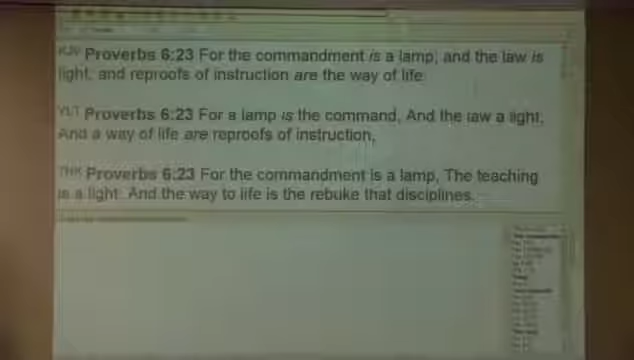 KJV Proverbs 6:23 For the commandment is a lamp; and the law is
light; and reproofs of instruction are the way of life:
YLT Proverbs 6:23 For a lamp is the command, And the law a light,
And a way of life are reproofs of instruction,
TNK Proverbs 6:23 For the commandment is a lamp, The teaching
is a light, And the way to life is the rebuke that disciplines.